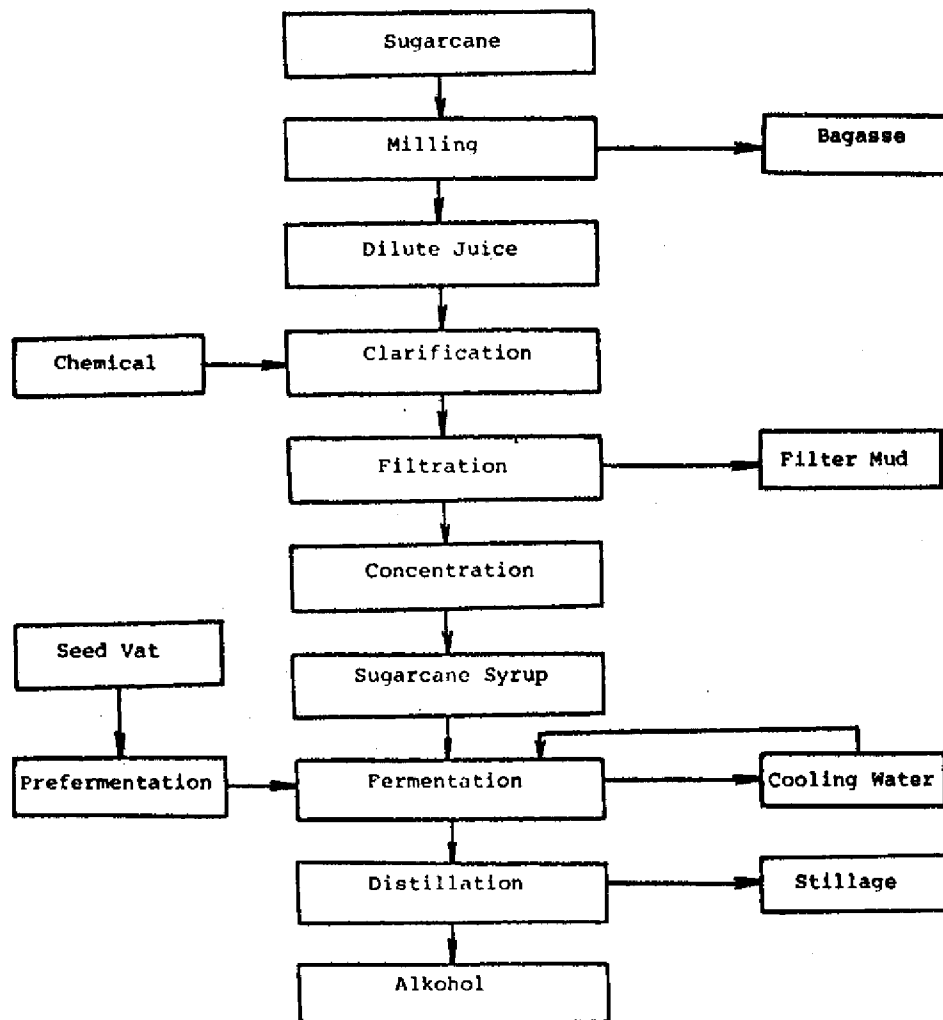 Sugarcane
Milling
Bagasse
Dilute Juice
Chemical
Clarification
Filtration
Filter Mud
Concentration
Seed Vat
Sugarcane Syrup
Prefermentation
Fermentation
Cooling Water
Distillation
Stillage
Alkohol